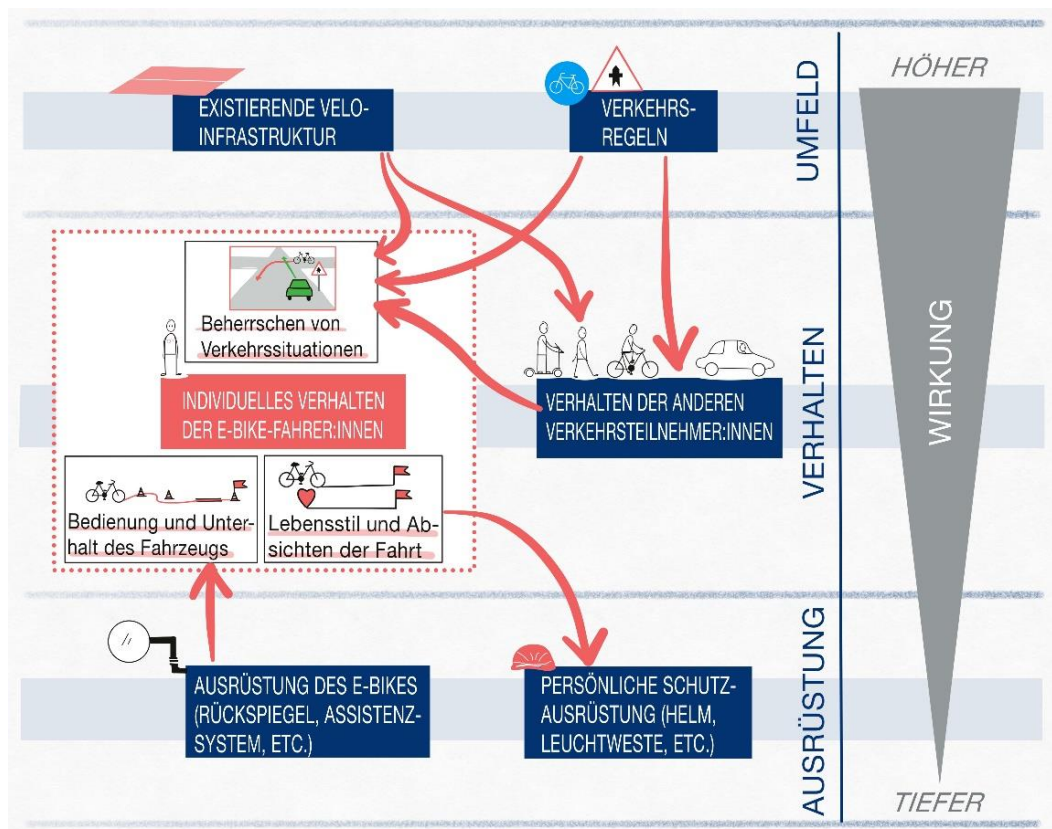 HÖHER
EXISTIERENDE VELO-
INFRASTRUKTUR
VERKEHRS-
REGELN
UMFELD
Beherrschen von
Verkehrssituationen
INDIVIDUELLES VERHALTEN
DER E-BIKE-FAHRER:INNEN
VERHALTEN DER ANDEREN
VERKEHRSTEILNEHMER:INNEN
VERHALTEN
WIRKUNG
Bedienung und Unter-
halt des Fahrzeugs
Lebensstil und Ab-
sichten der Fahrt
AUSRÜSTUNG DES E-BIKES
(RÜCKSPIEGEL, ASSISTENZ-
SYSTEM, ETC.)
PERSÖNLICHE SCHUTZ-
AUSRÜSTUNG (HELM,
LEUCHTWESTE, ETC.)
AUSRÜSTUNG
TIEFER